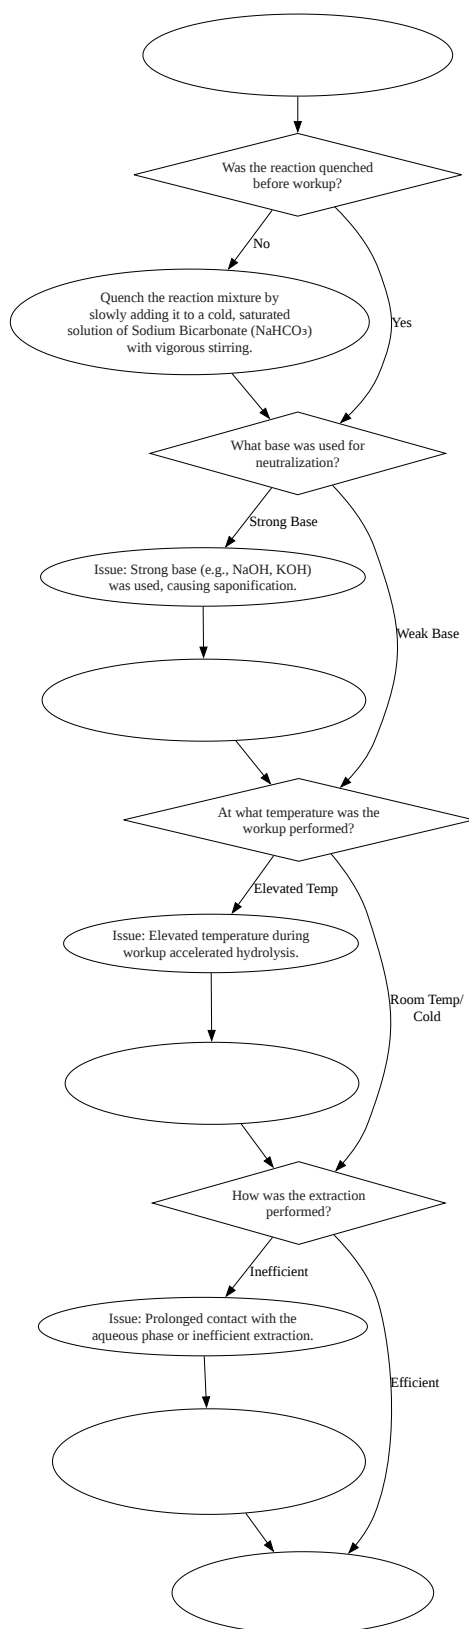 Was the reaction quenched
before workup?
No
Quench the reaction mixture by
slowly adding it to a cold, saturated
solution of Sodium Bicarbonate (NaHCO₃)
with vigorous stirring.
Yes
What base was used for
neutralization?
Strong Base
Issue: Strong base (e.g., NaOH, KOH)
was used, causing saponification.
Weak Base
At what temperature was the
workup performed?
Elevated Temp
Issue: Elevated temperature during
workup accelerated hydrolysis.
Room Temp/
Cold
How was the extraction
performed?
Inefficient
Issue: Prolonged contact with the
aqueous phase or inefficient extraction.
Efficient